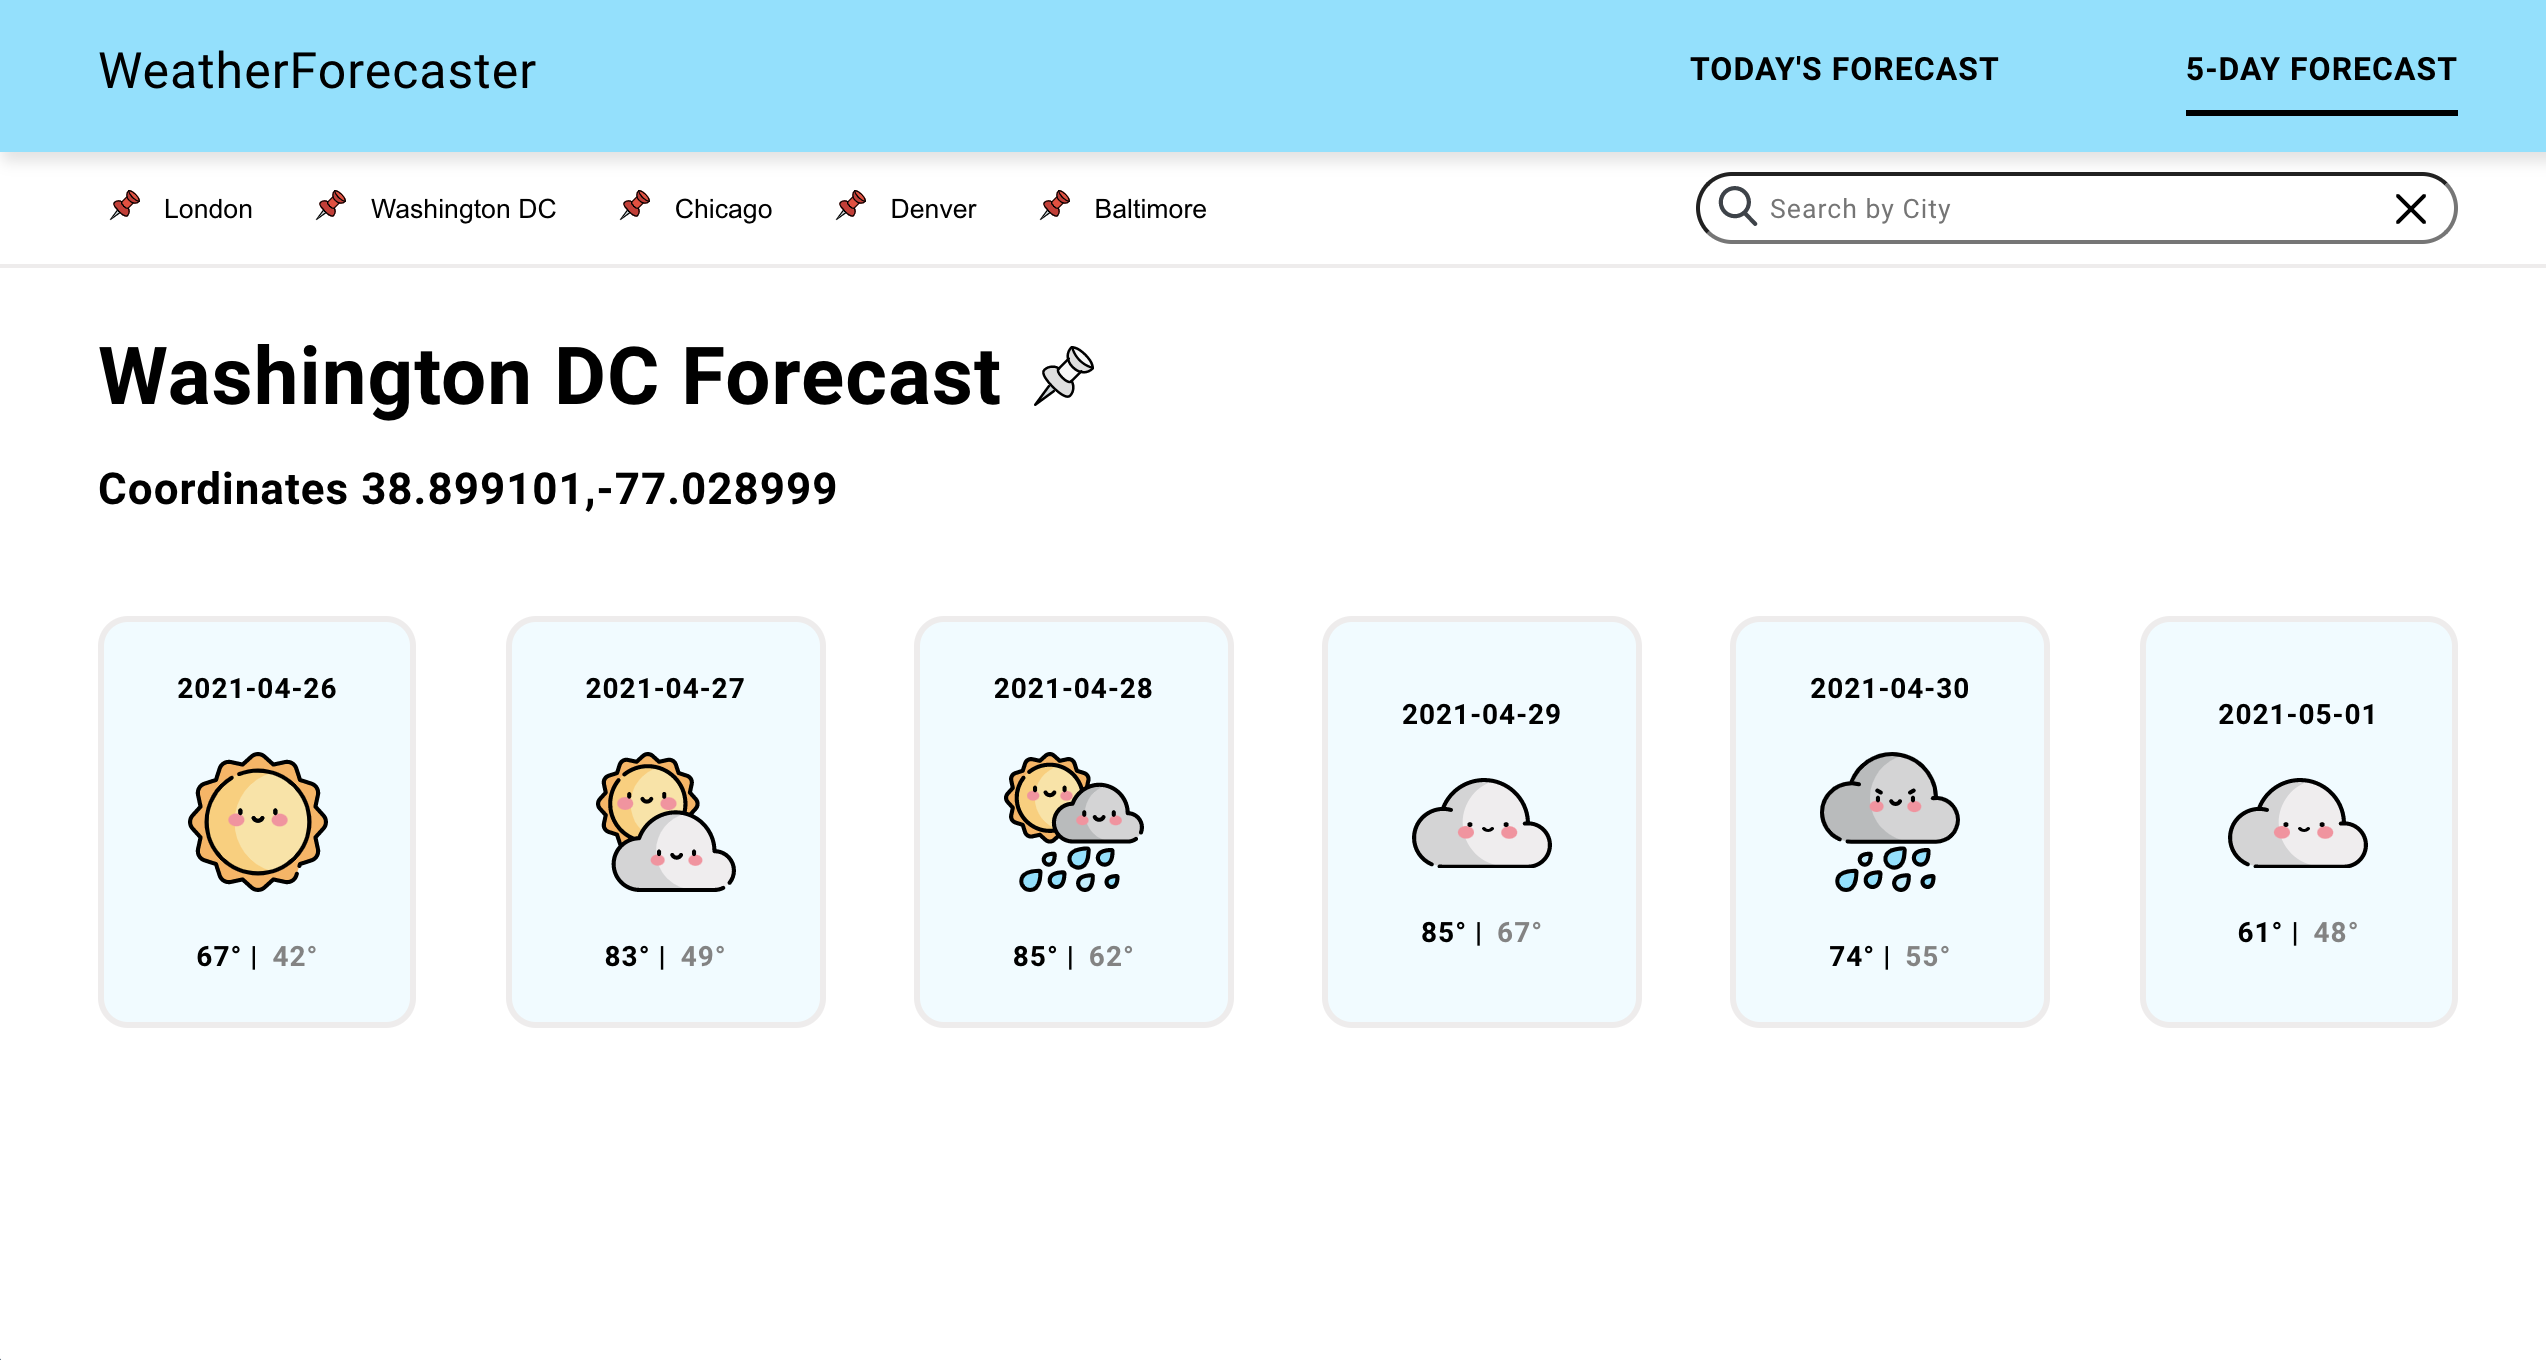 WeatherForecaster
TODAY'S FORECAST
5-DAY FORECAST
London
Washington DC
Chicago
Denver
Baltimore
Search by City
Washington DC Forecast
Coordinates 38.899101,-77.028999
2021-04-26
67° | 42°
2021-04-27
83° | 49°
2021-04-28
85° | 62°
2021-04-29
85° | 67°
2021-04-30
74° | 55°
2021-05-01
61° | 48°